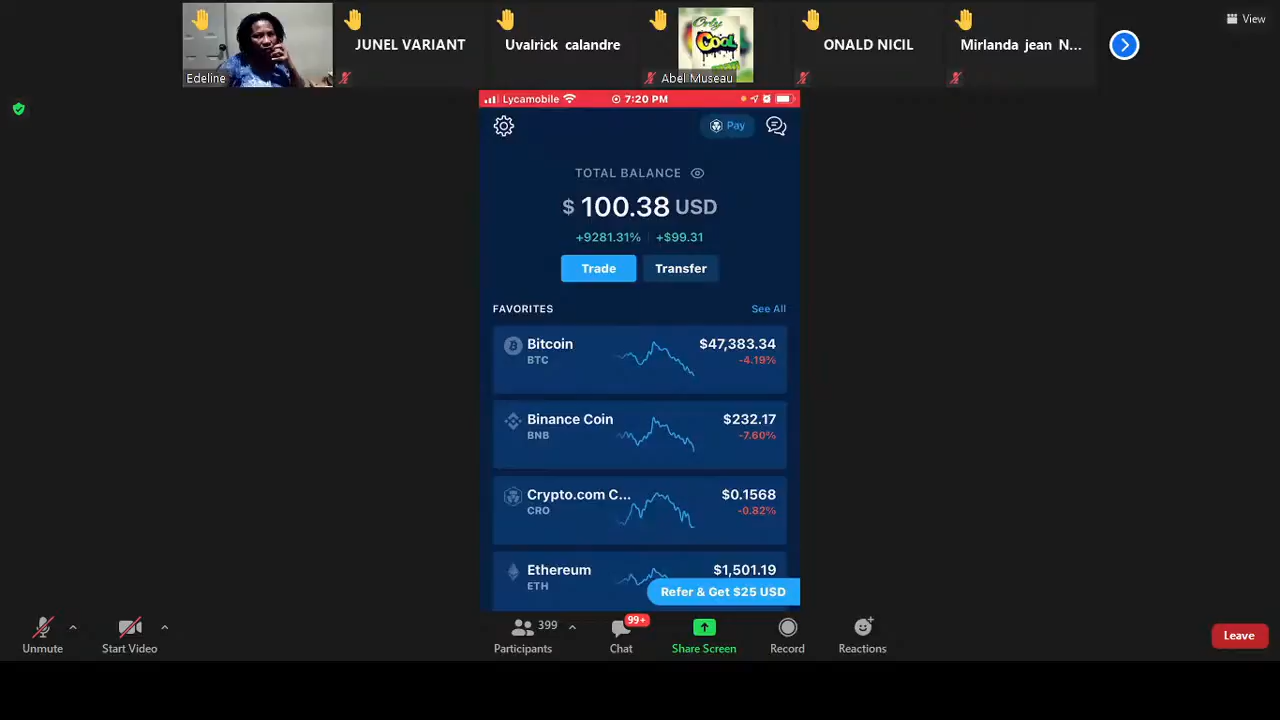 View
JUNEL VARIANT
Uvalrick calandre
Only
COOL
ONALD NICIL
Mirlanda jean N...
Edeline
Abel Museau
Lycamobile
7:20 PM
Pay
TOTAL BALANCE
$ 100.38 USD
+9281.31% +$99.31
Trade
Transfer
FAVORITES
See All
Bitcoin
$47,383.34
BTC
-4.19%
Binance Coin
$232.17
BNB
-7.60%
Crypto.com C...
$0.1568
CRO
-0.82%
Ethereum
$1,501.19
ETH
Refer & Get $25 USD
399
99+
Unmute
Start Video
Participants
Chat
Share Screen
Record
Reactions
Leave